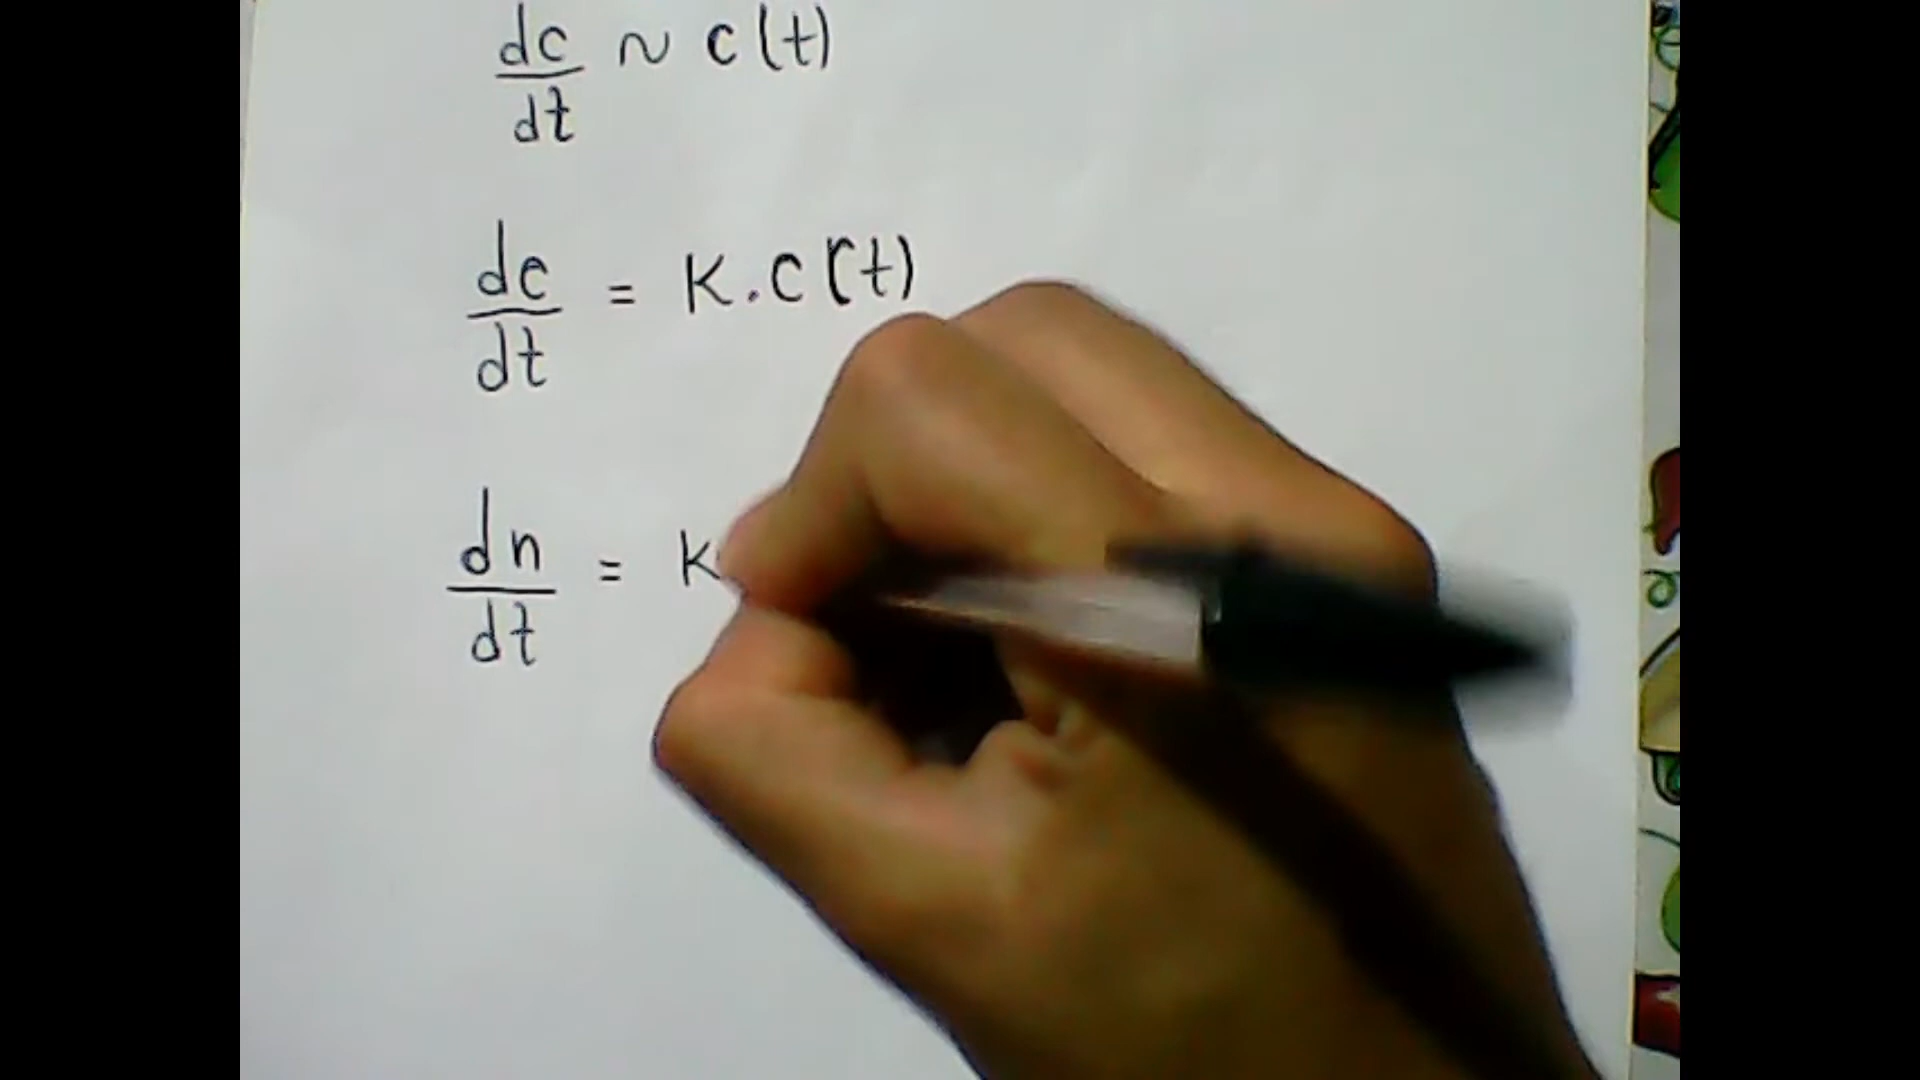 dc/dt ~ c(t)
dc/dt = K.C(t)
dn/dt = K